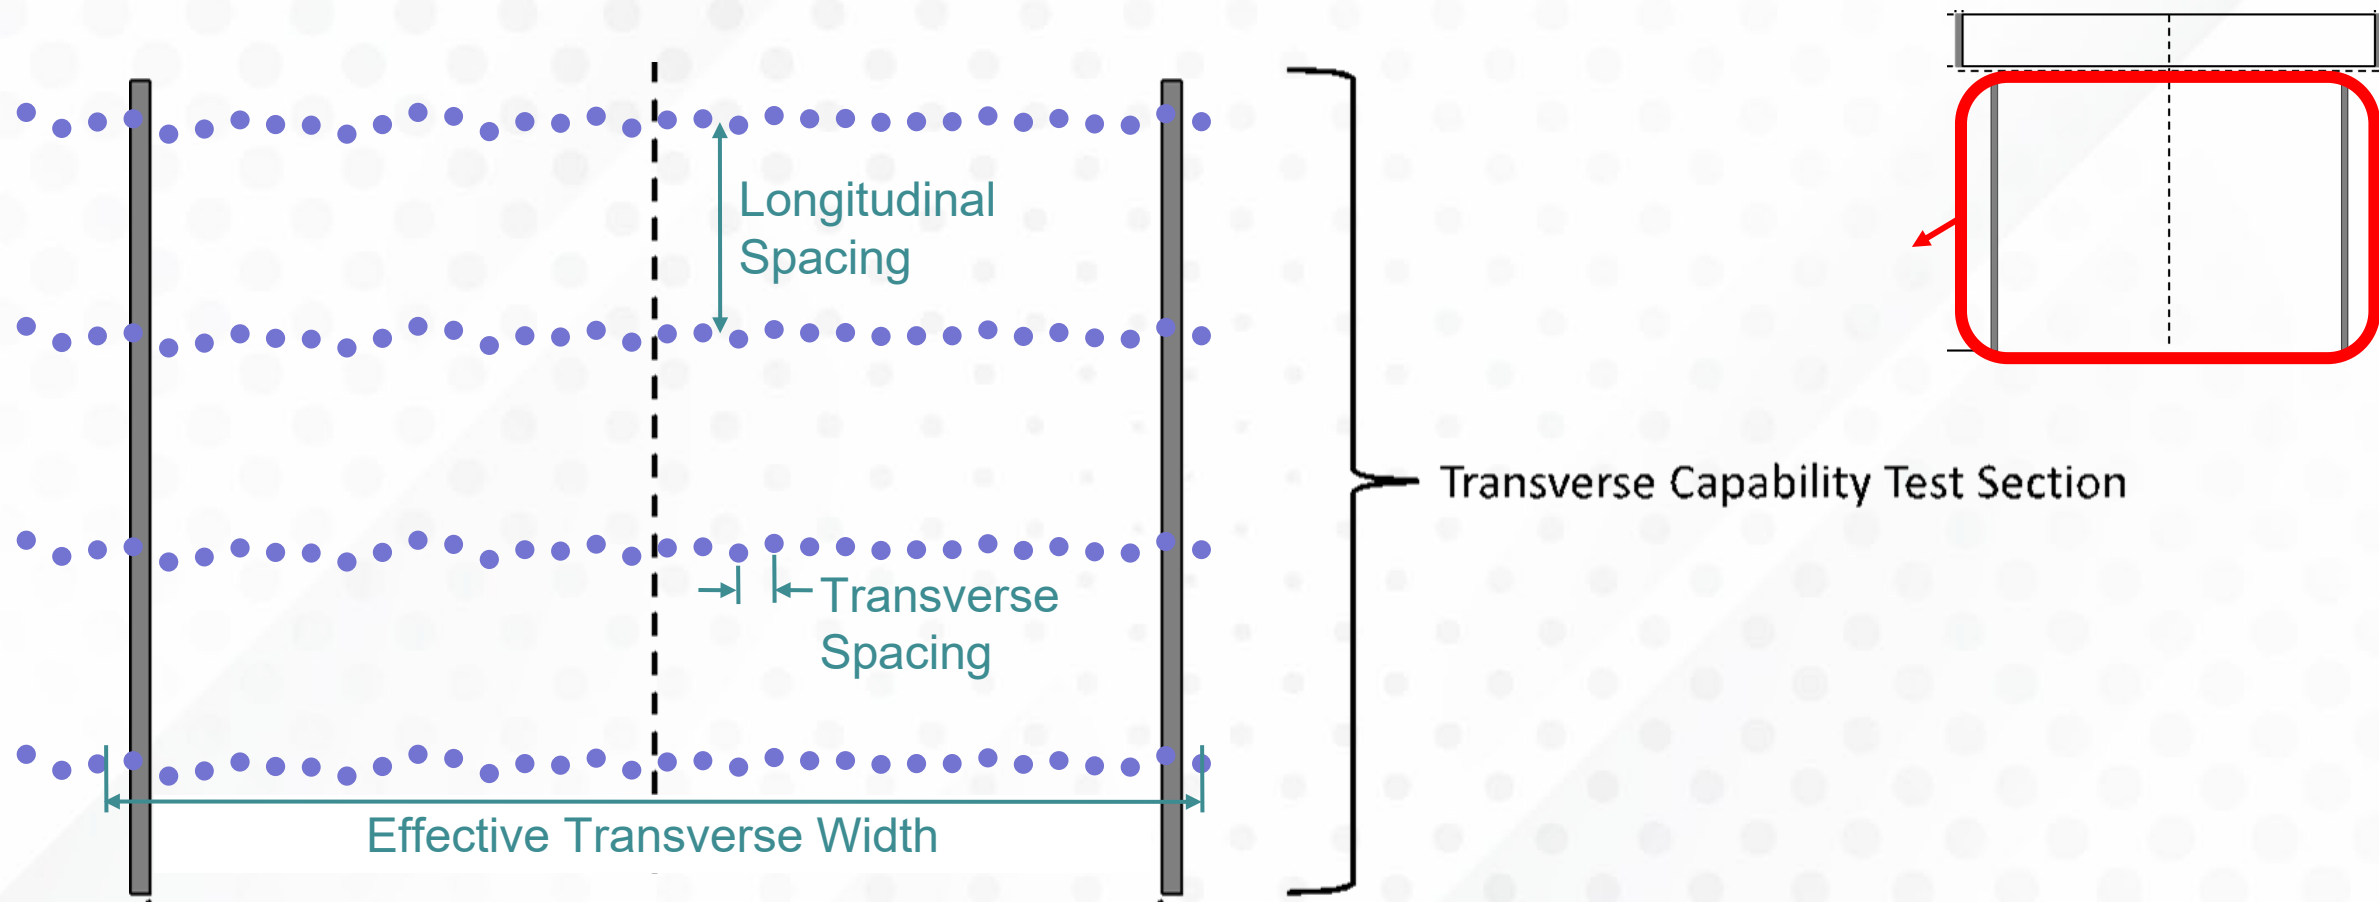 Longitudinal
Spacing
Transverse Capability Test Section
Transverse
Spacing
Effective Transverse Width